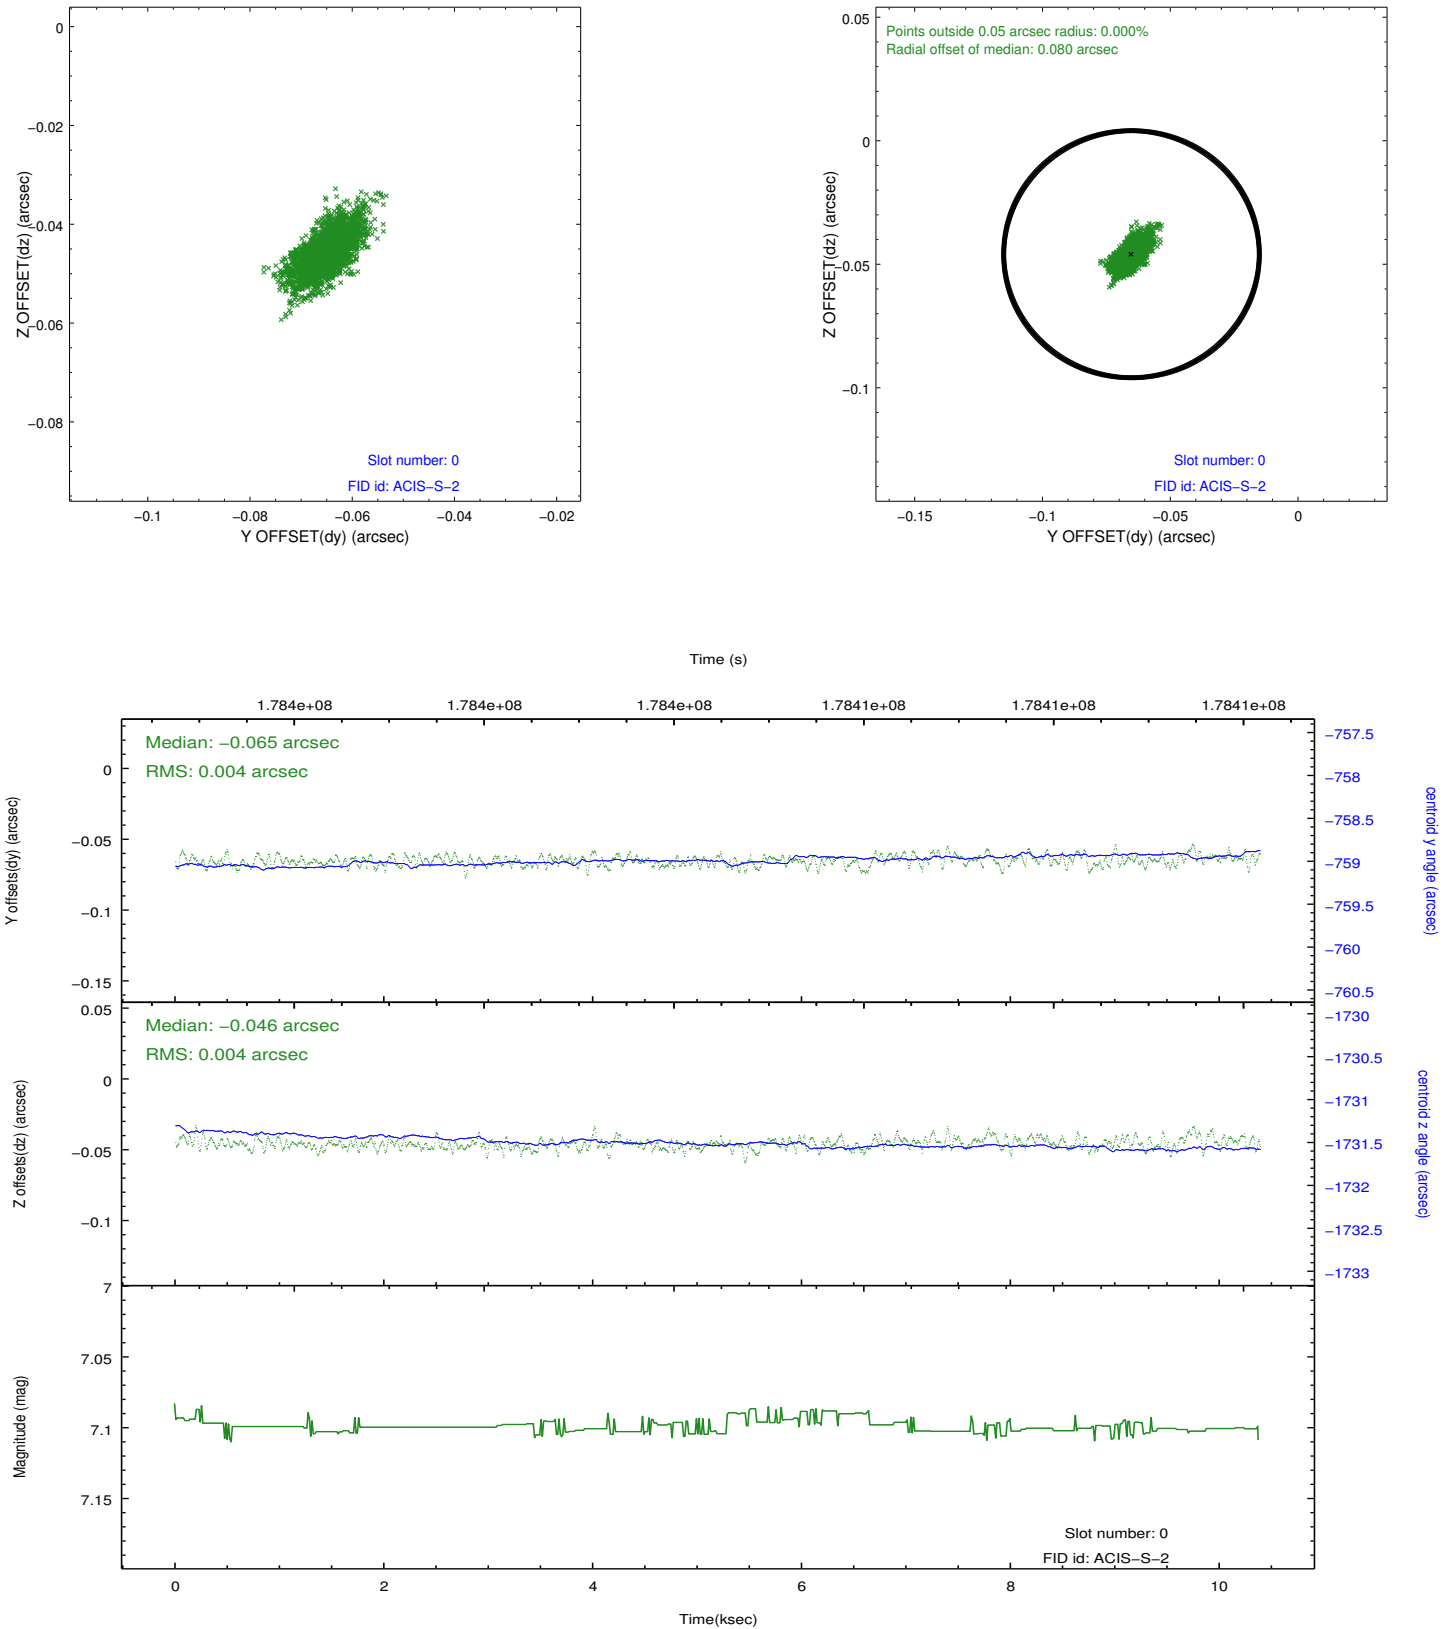 0
−0.02
−0.04
−0.06
−0.08
Z OFFSET(dz) (arcsec)
Slot number: 0
FID id: ACIS−S−2
−0.1
−0.08
−0.06
−0.04
−0.02
Y OFFSET(dy) (arcsec)
0.05
0
−0.05
−0.1
Z OFFSET(dz) (arcsec)
Points outside 0.05 arcsec radius: 0.000%
Radial offset of median: 0.080 arcsec
Slot number: 0
FID id: ACIS−S−2
−0.15
−0.1
−0.05
0
Y OFFSET(dy) (arcsec)
Time (s)
1.784e+08
1.784e+08
1.784e+08
1.7841e+08
1.7841e+08
1.7841e+08
Median: −0.065 arcsec
RMS: 0.004 arcsec
0
−0.05
−0.1
−0.15
Y offsets(dy) (arcsec)
−757.5
−758
−758.5
−759
−759.5
−760
−760.5
centroid y angle (arcsec)
Median: −0.046 arcsec
RMS: 0.004 arcsec
0.05
0
−0.05
−0.1
Z offsets(dz) (arcsec)
−1730
−1730.5
−1731
−1731.5
−1732
−1732.5
−1733
centroid z angle (arcsec)
7
7.05
7.1
7.15
Magnitude (mag)
Slot number: 0
FID id: ACIS−S−2
0
2
4
6
8
10
Time(ksec)